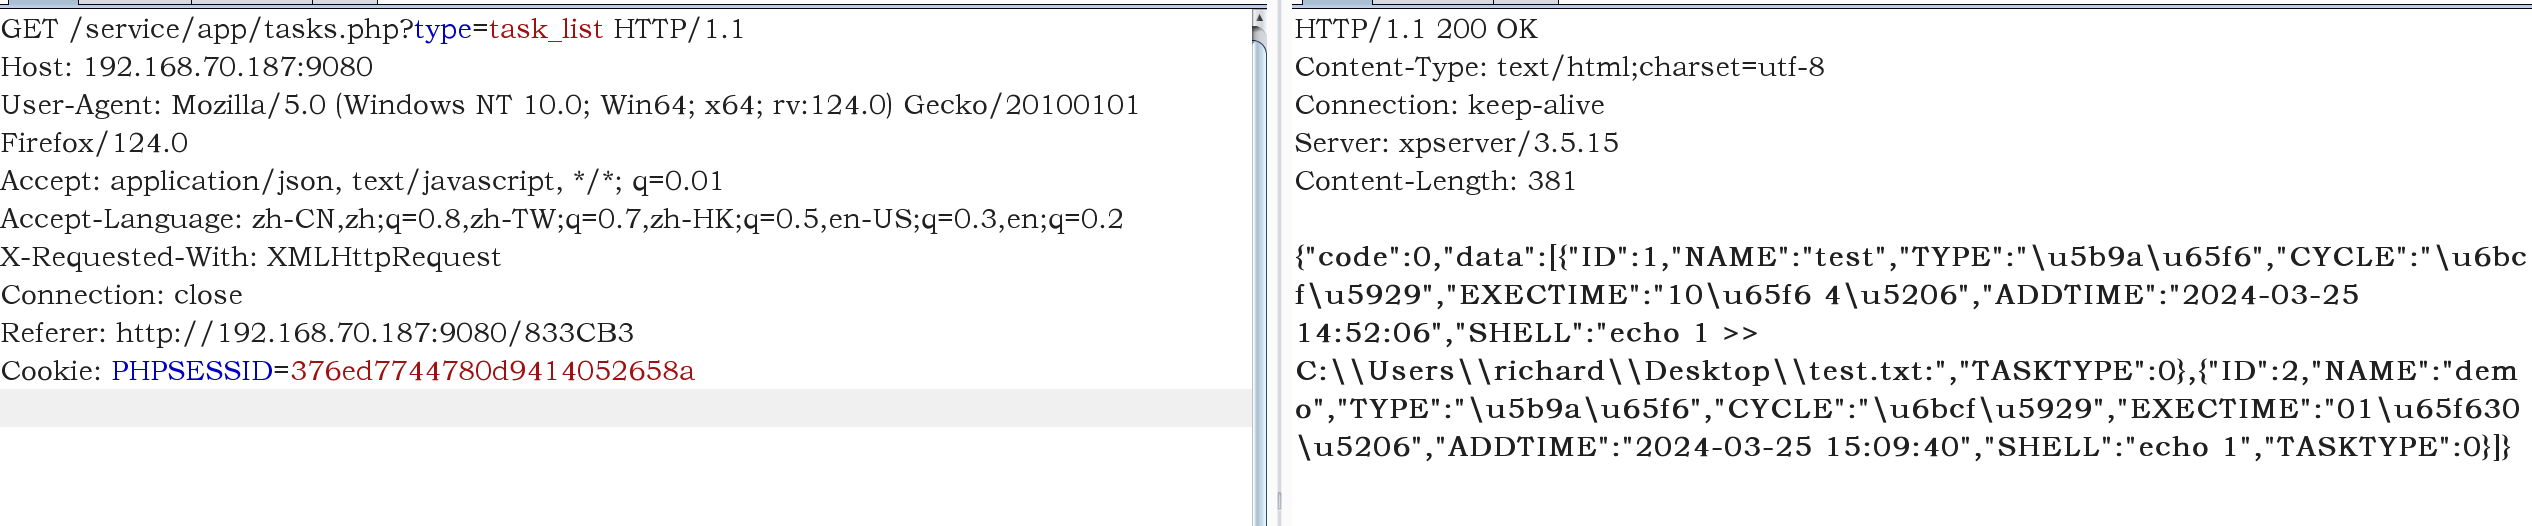 GET /service/app/tasks.php?type=task_list HTTP/1.1
Host: 192.168.70.187:9080
User-Agent: Mozilla/5.0 (Windows NT 10.0; Win64; x64; rv:124.0) Gecko/20100101
Firefox/124.0
Accept: application/json, text/javascript, */*; q=0.01
Accept-Language: zh-CN,zh;q=0.8,zh-TW;q=0.7,zh-HK;q=0.5,en-US;q=0.3,en;q=0.2
X-Requested-With: XMLHttpRequest
Connection: close
Referer: http://192.168.70.187:9080/833CB3
Cookie: PHPSESSID=376ed7744780d9414052658a
HTTP/1.1 200 OK
Content-Type: text/html;charset=utf-8
Connection: keep-alive
Server: xpserver/3.5.15
Content-Length: 381
{"code":0,"data":[{"ID":1,"NAME":"test","TYPE":"\u5b9a\u65f6","CYCLE":"\u6bc
f\u5929","EXECTIME":"10\u65f6 4\u5206","ADDTIME":"2024-03-25
14:52:06","SHELL":"echo 1 >>
C:\\Users\\richard\\Desktop\\test.txt:","TASKTYPE":0},{"ID":2,"NAME":"dem
o","TYPE":"\u5b9a\u65f6","CYCLE":"\u6bcf\u5929","EXECTIME":"01\u65f630
\u5206","ADDTIME":"2024-03-25 15:09:40","SHELL":"echo 1","TASKTYPE":0}]}